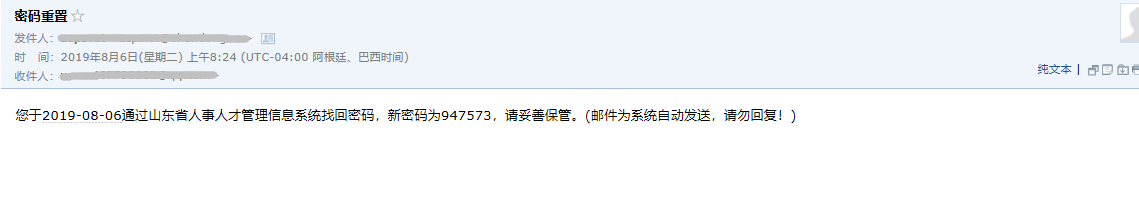 密码重置
发件人：
时 间：2019年8月6日(星期二) 上午8:24 (UTC-04:00 阿根廷、巴西时间)
收件人：
纯文本 |
您于2019-08-06通过山东省人事人才管理信息系统找回密码，新密码为947573，请妥善保管。(邮件为系统自动发送，请勿回复！)